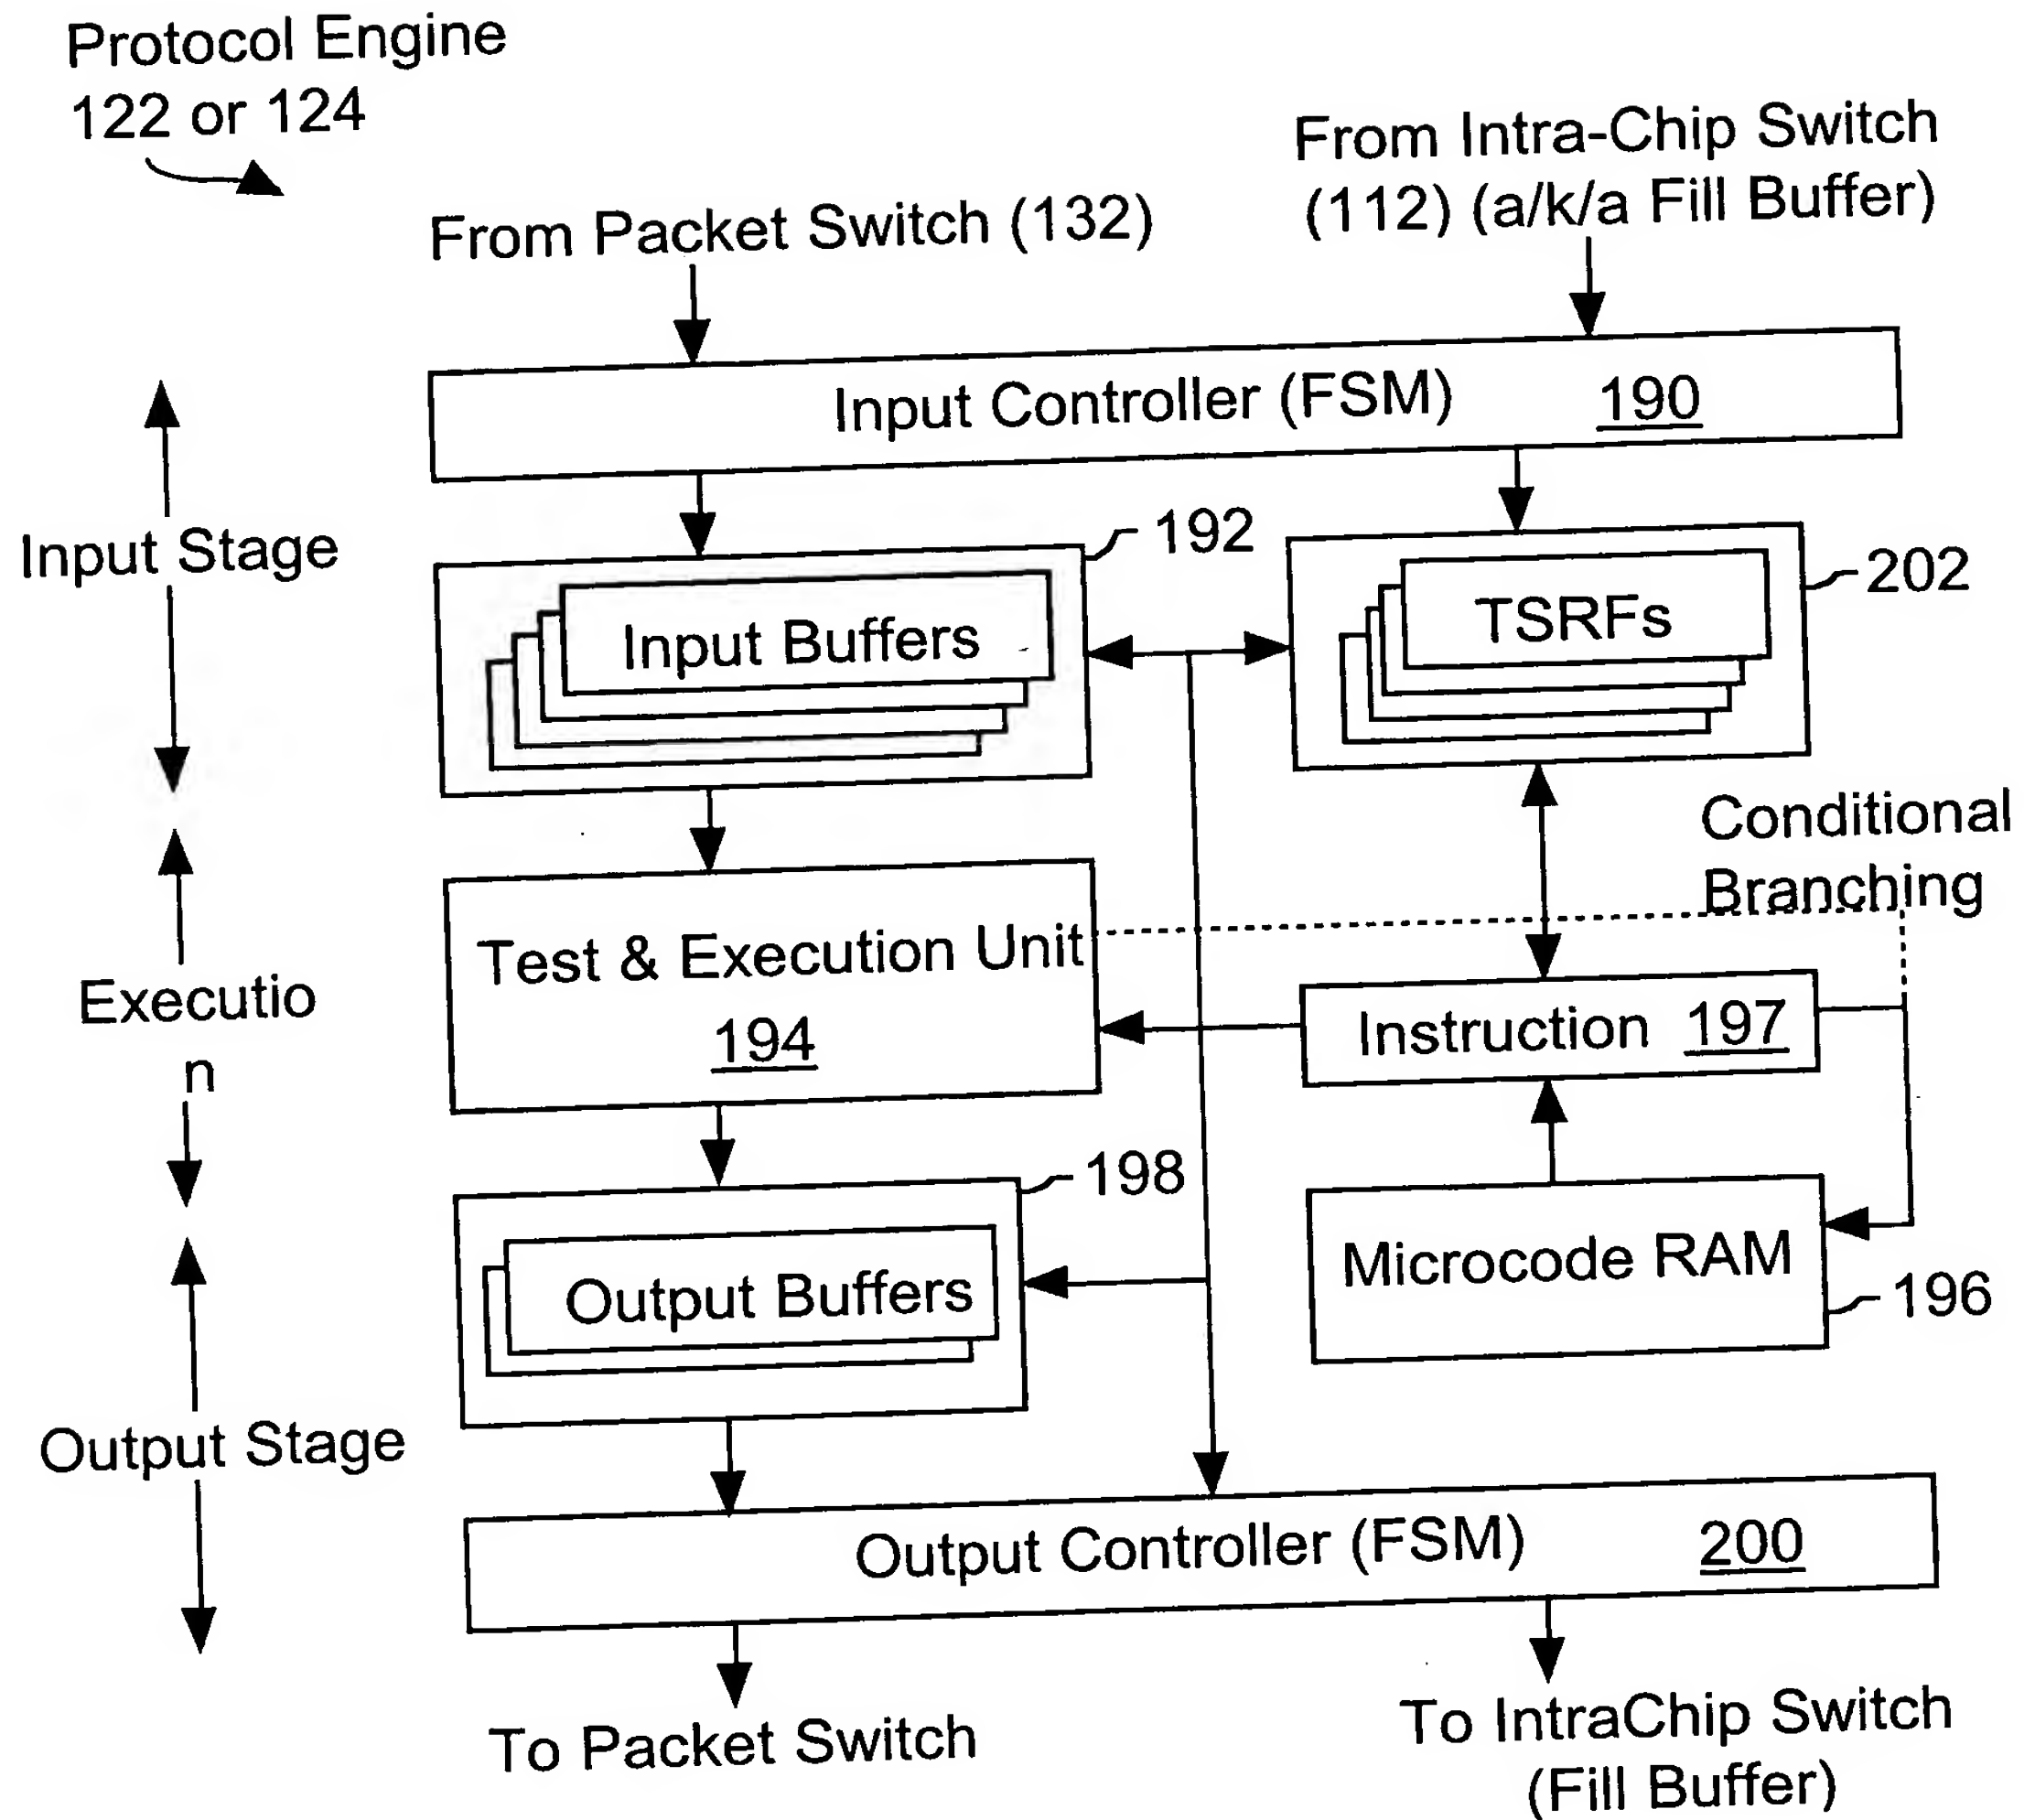 Protocol Engine
122 or 124
From Intra-Chip Switch
(112) (a/k/a Fill Buffer)
From Packet Switch (132)
Input Controller (FSM) 190
Input Stage
192
202
Input Buffers
TSRFs
Conditional
Branching
Test & Execution Unit
194
Executio
n
Instruction 197
198
Output Buffers
Microcode RAM
196
Output Stage
Output Controller (FSM) 200
To Packet Switch
To IntraChip Switch
(Fill Buffer)